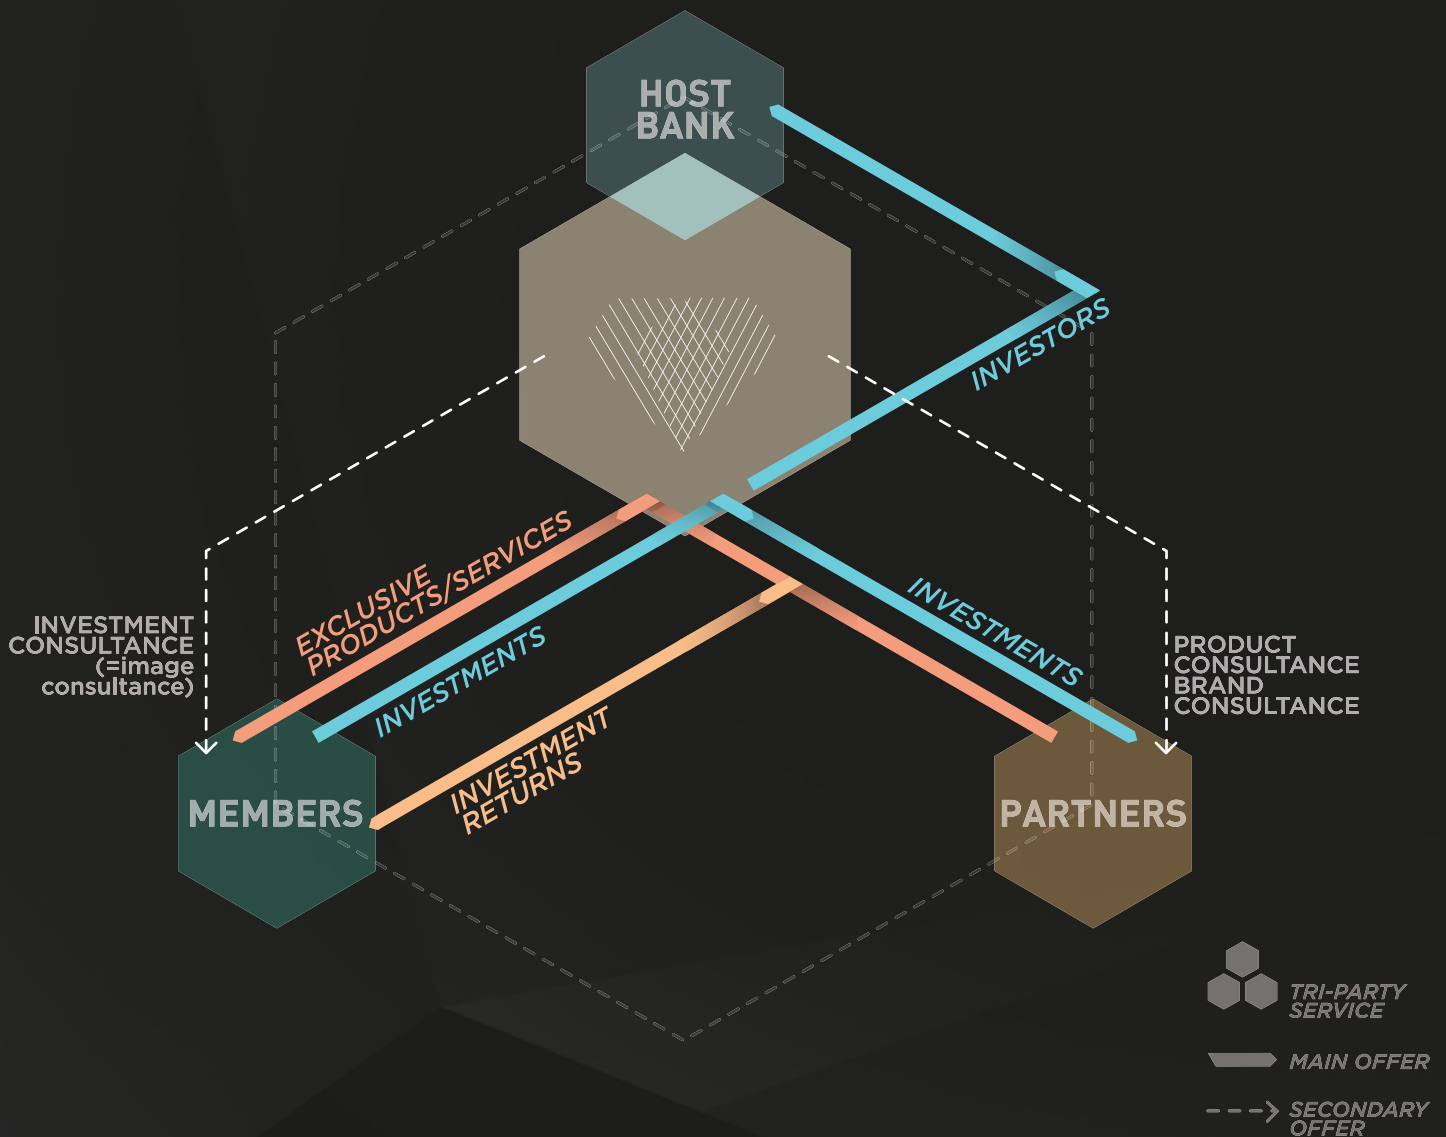 HOST
BANK
INVESTORS
EXCLUSIVE
PRODUCTS/SERVICES
INVESTMENTS
INVESTMENTS
INVESTMENT
RETURNS
INVESTMENT
CONSULTANCE
(=image
consultance)
PRODUCT
CONSULTANCE
BRAND
CONSULTANCE
MEMBERS
PARTNERS
TRI-PARTY
SERVICE
MAIN OFFER
SECONDARY
OFFER